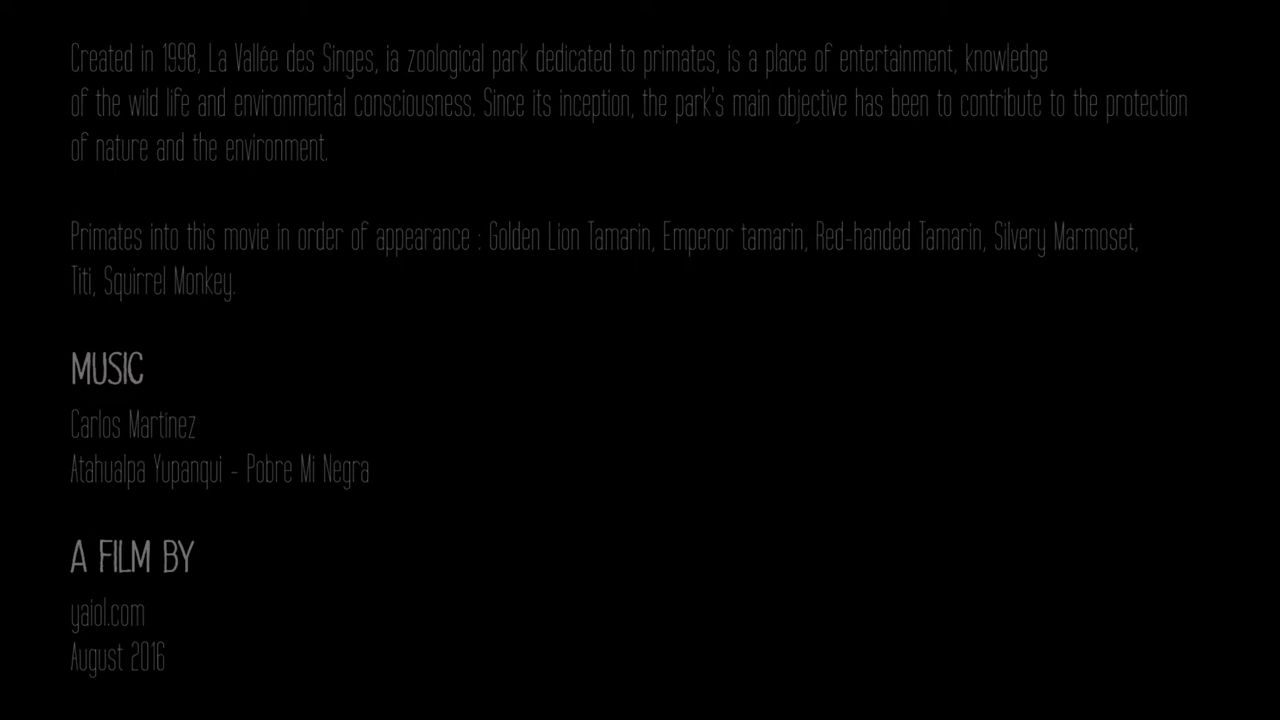 Created in 1998, La Vallée des Singes, ia zoological park dedicated to primates, is a place of entertainment, knowledge
of the wild life and environmental consciousness. Since its inception, the park's main objective has been to contribute to the protection
of nature and the environment.
Primates into this movie in order of appearance : Golden Lion Tamarin, Emperor tamarin, Red-handed Tamarin, Silvery Marmoset,
Titi, Squirrel Monkey.
MUSIC
Carlos Martinez
Atahualpa Yupanqui - Pobre Mi Negra
A FILM BY
yaiol.com
August 2016